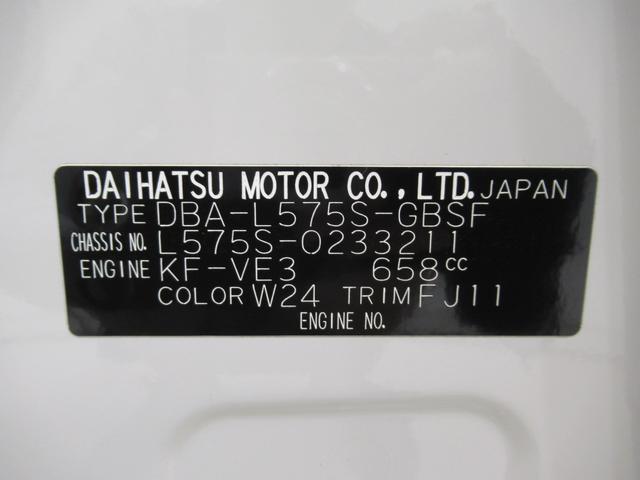 DAIHATSU MOTOR CO., LTD. JAPAN
TYPE DBA-L575S-GBSF
CHASSIS NO. L575S-0233211
ENGINE KF-VE3 658cc
COLOR W24 TRIM FJ11
ENGINE NO.